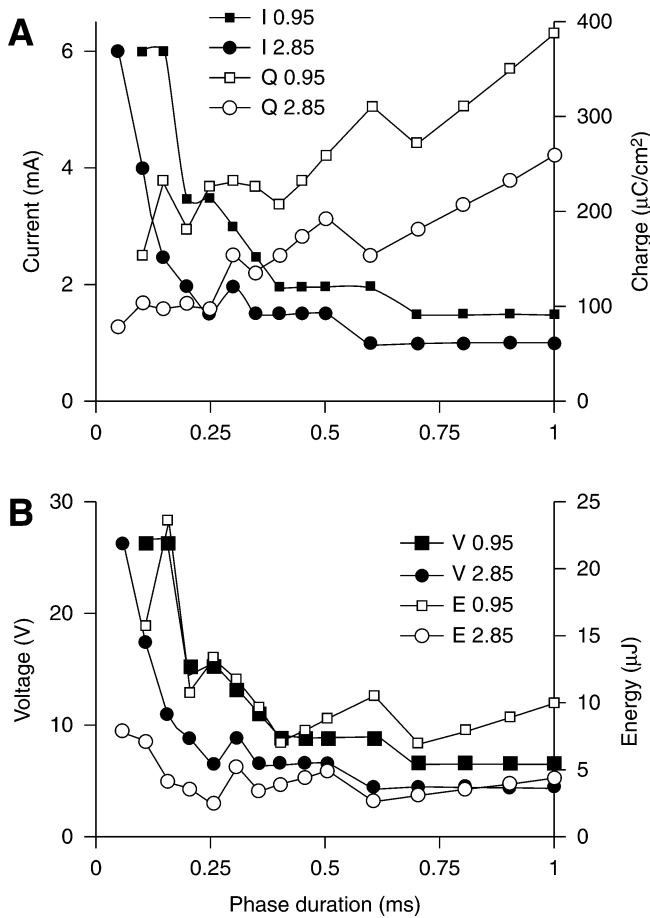 A
I 0.95
I 2.85
Q 0.95
Q 2.85
6
4
2
0
Current (mA)
400
300
200
100
0
Charge (μC/cm²)
0
0.25
0.5
0.75
1
B
V 0.95
V 2.85
E 0.95
E 2.85
30
20
10
0
Voltage (V)
25
20
15
10
5
0
Energy (μJ)
0
0.25
0.5
0.75
1
Phase duration (ms)